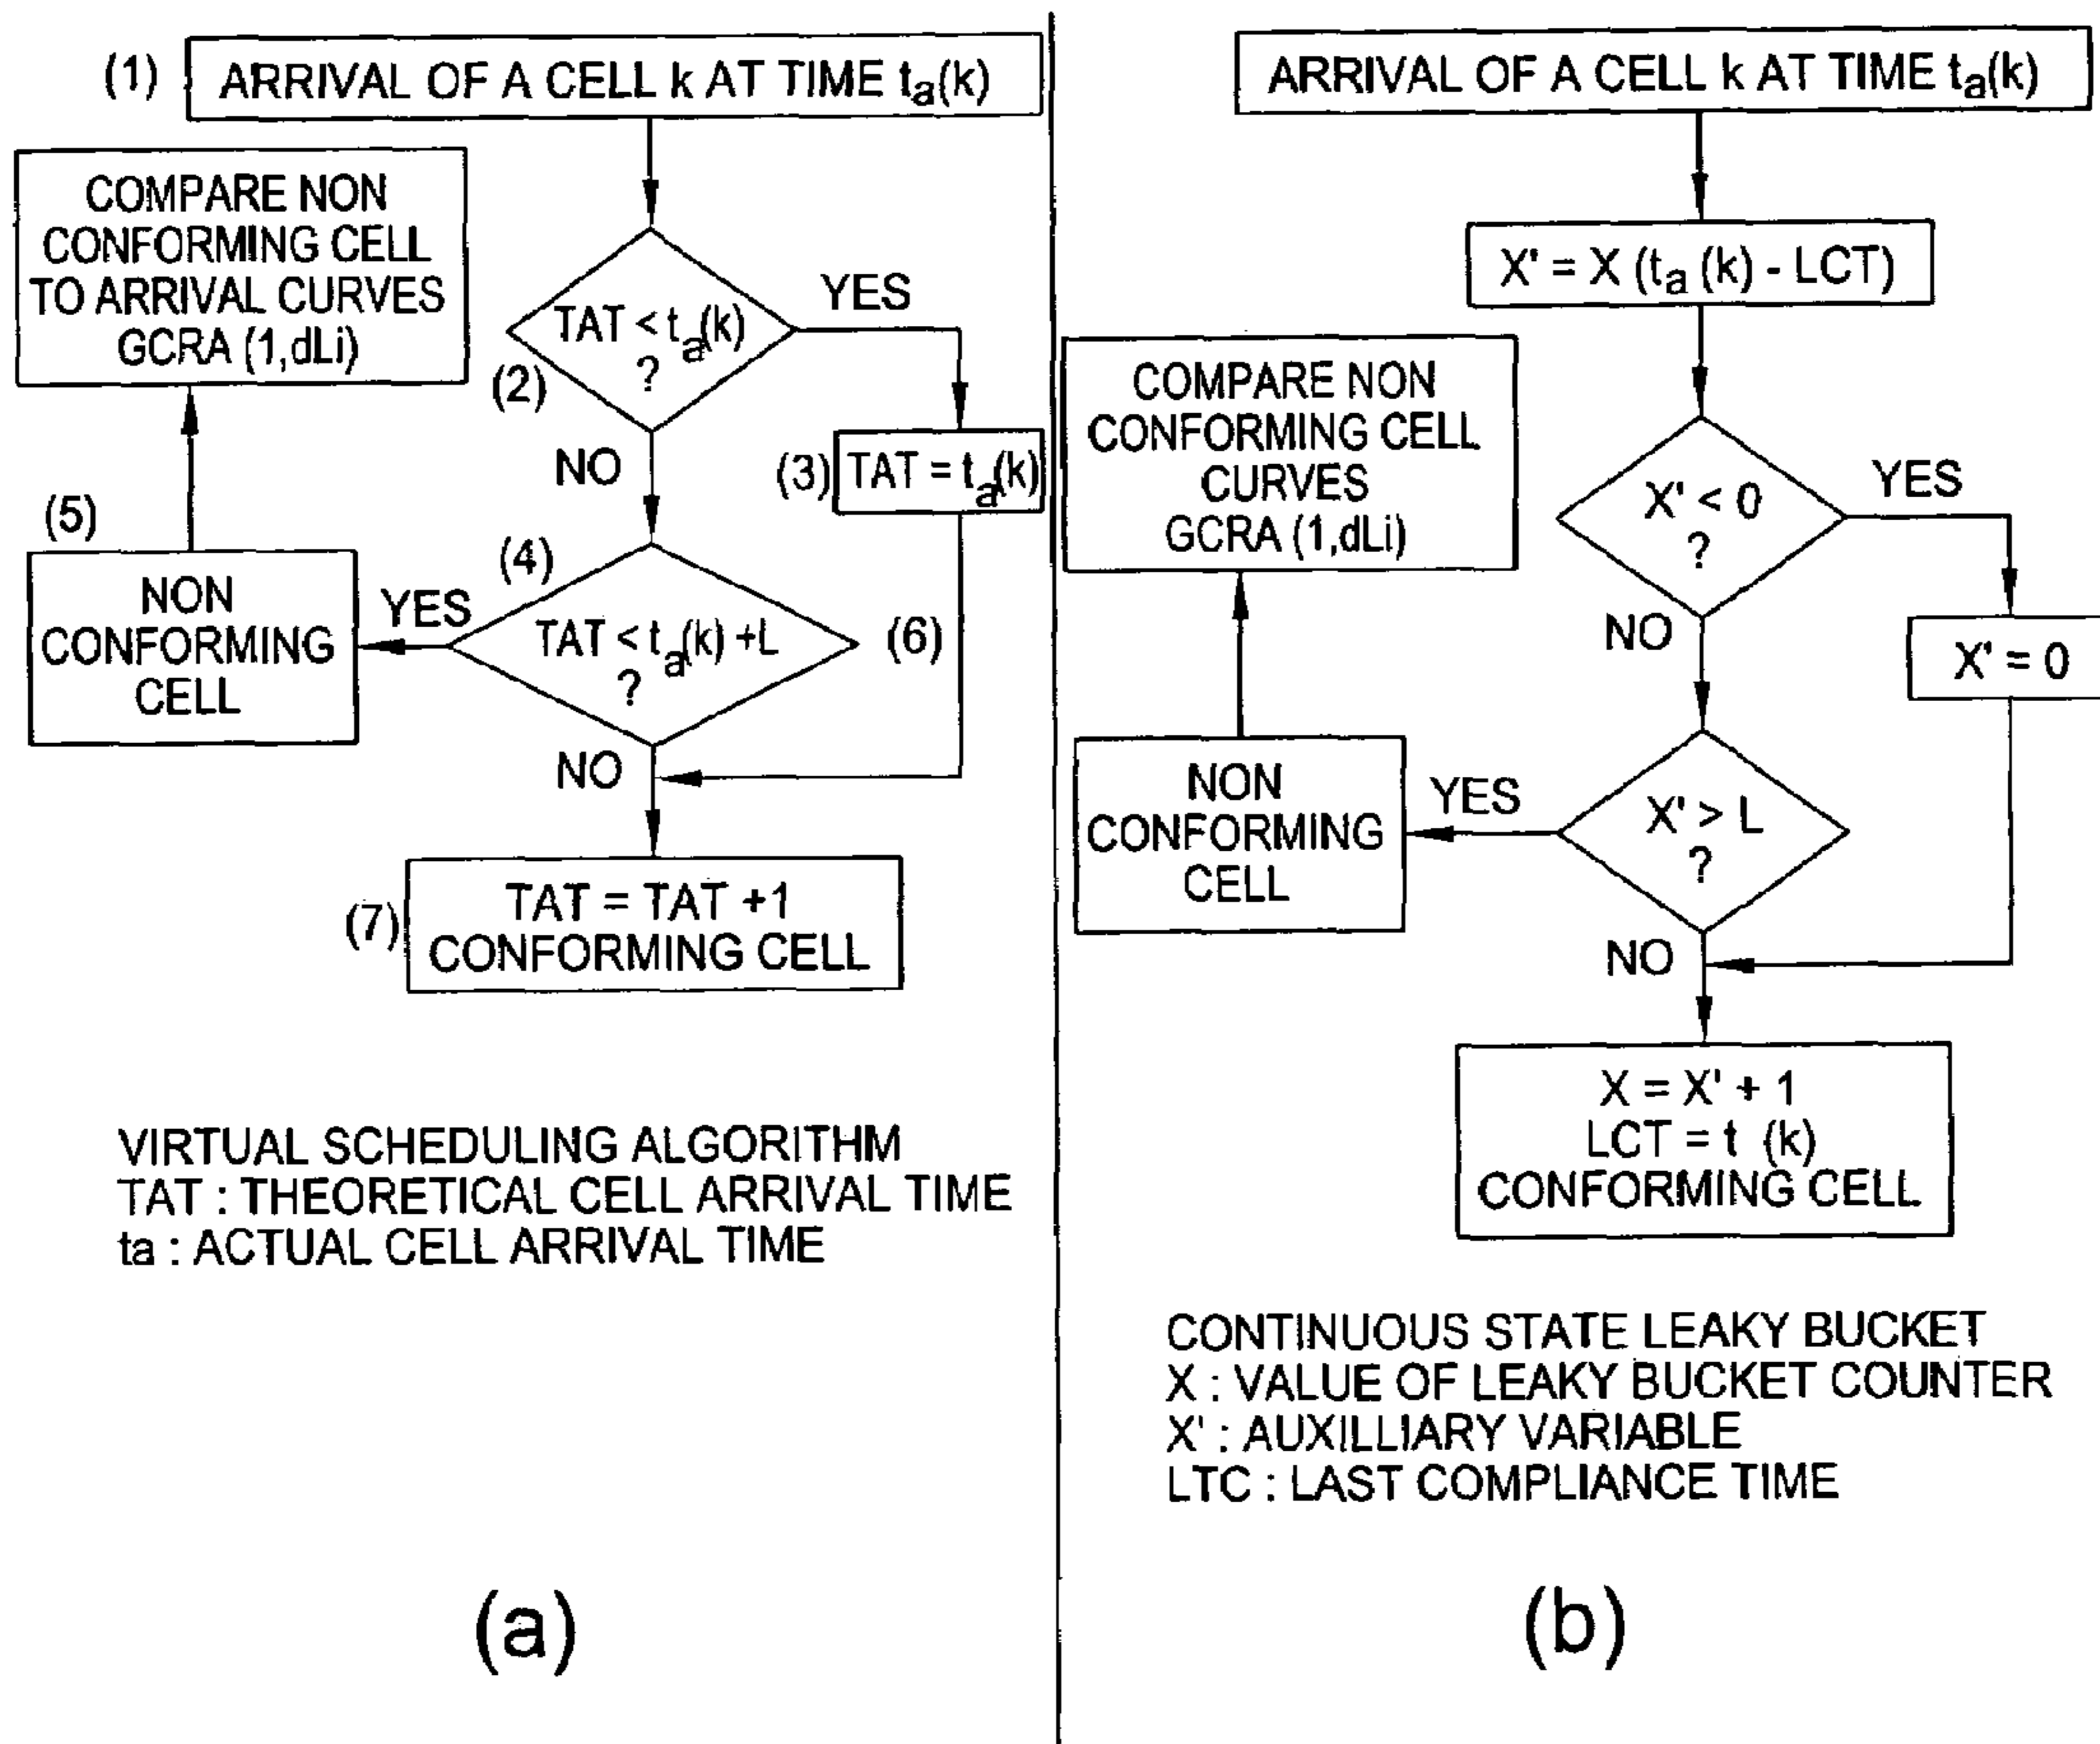 (1)
ARRIVAL OF A CELL k AT TIME ta(k)
COMPARE NON
CONFORMING CELL
TO ARRIVAL CURVES
GCRA (1,dLi)
TAT < ta(k)
?
(2)
YES
NO
(3)
TAT = ta(k)
(4)
TAT < ta(k) +L
?
(6)
YES
(5)
NON
CONFORMING
CELL
NO
(7)
TAT = TAT +1
CONFORMING CELL
VIRTUAL SCHEDULING ALGORITHM
TAT : THEORETICAL CELL ARRIVAL TIME
ta : ACTUAL CELL ARRIVAL TIME
(a)
ARRIVAL OF A CELL k AT TIME ta(k)
X' = X (ta (k) - LCT)
COMPARE NON
CONFORMING CELL
CURVES
GCRA (1,dLi)
X' < 0
?
YES
NO
X' = 0
X' > L
?
YES
NON
CONFORMING
CELL
NO
X = X' + 1
LCT = t (k)
CONFORMING CELL
CONTINUOUS STATE LEAKY BUCKET
X : VALUE OF LEAKY BUCKET COUNTER
X' : AUXILLIARY VARIABLE
LTC : LAST COMPLIANCE TIME
(b)